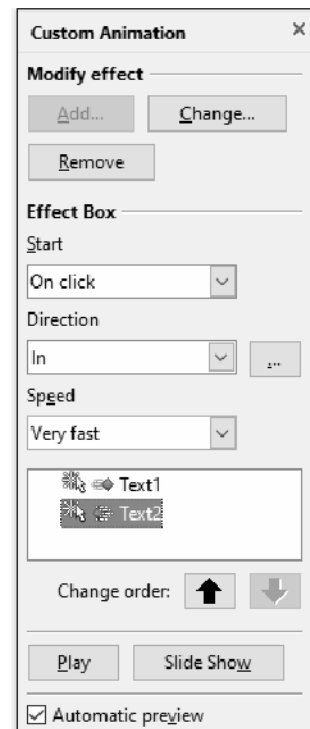 Custom Animation
Modify effect
Add... Change...
Remove
Effect Box
Start
On click
Direction
In ...
Speed
Very fast
Text1
Text2
Change order:
Play Slide Show
Automatic preview